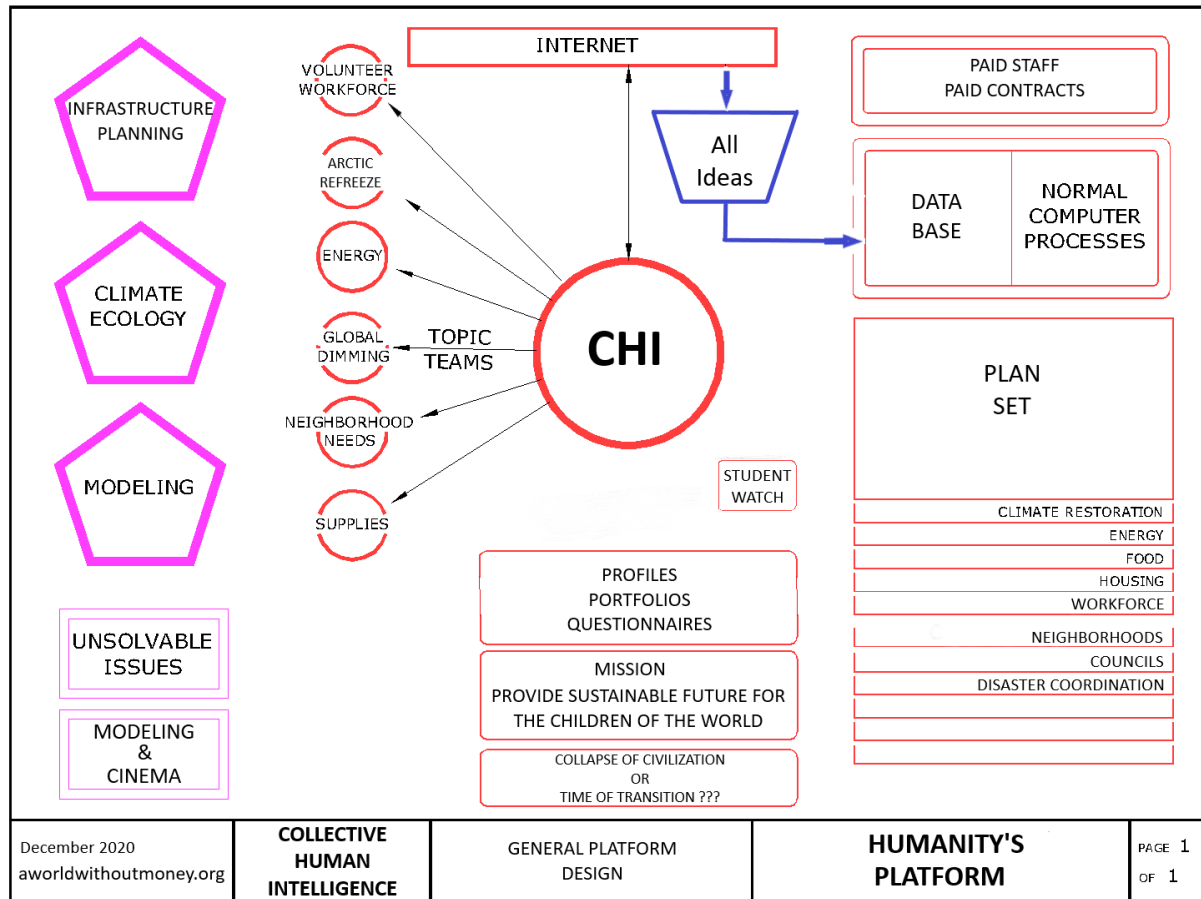 INTERNET
VOLUNTEER
WORKFORCE
ARCTIC
REFREEZE
ENERGY
GLOBAL
DIMMING
NEIGHBORHOOD
NEEDS
SUPPLIES
TOPIC
TEAMS
CHI
All
Ideas
INFRASTRUCTURE
PLANNING
CLIMATE
ECOLOGY
MODELING
UNSOLVABLE
ISSUES
MODELING
&
CINEMA
PAID STAFF
PAID CONTRACTS
DATA
BASE
NORMAL
COMPUTER
PROCESSES
PLAN
SET
CLIMATE RESTORATION
ENERGY
FOOD
HOUSING
WORKFORCE
NEIGHBORHOODS
COUNCILS
DISASTER COORDINATION
STUDENT
WATCH
PROFILES
PORTFOLIOS
QUESTIONNAIRES
MISSION
PROVIDE SUSTAINABLE FUTURE FOR
THE CHILDREN OF THE WORLD
COLLAPSE OF CIVILIZATION
OR
TIME OF TRANSITION ???
December 2020
aworldwithoutmoney.org
COLLECTIVE
HUMAN
INTELLIGENCE
GENERAL PLATFORM
DESIGN
HUMANITY'S
PLATFORM
PAGE 1
OF 1